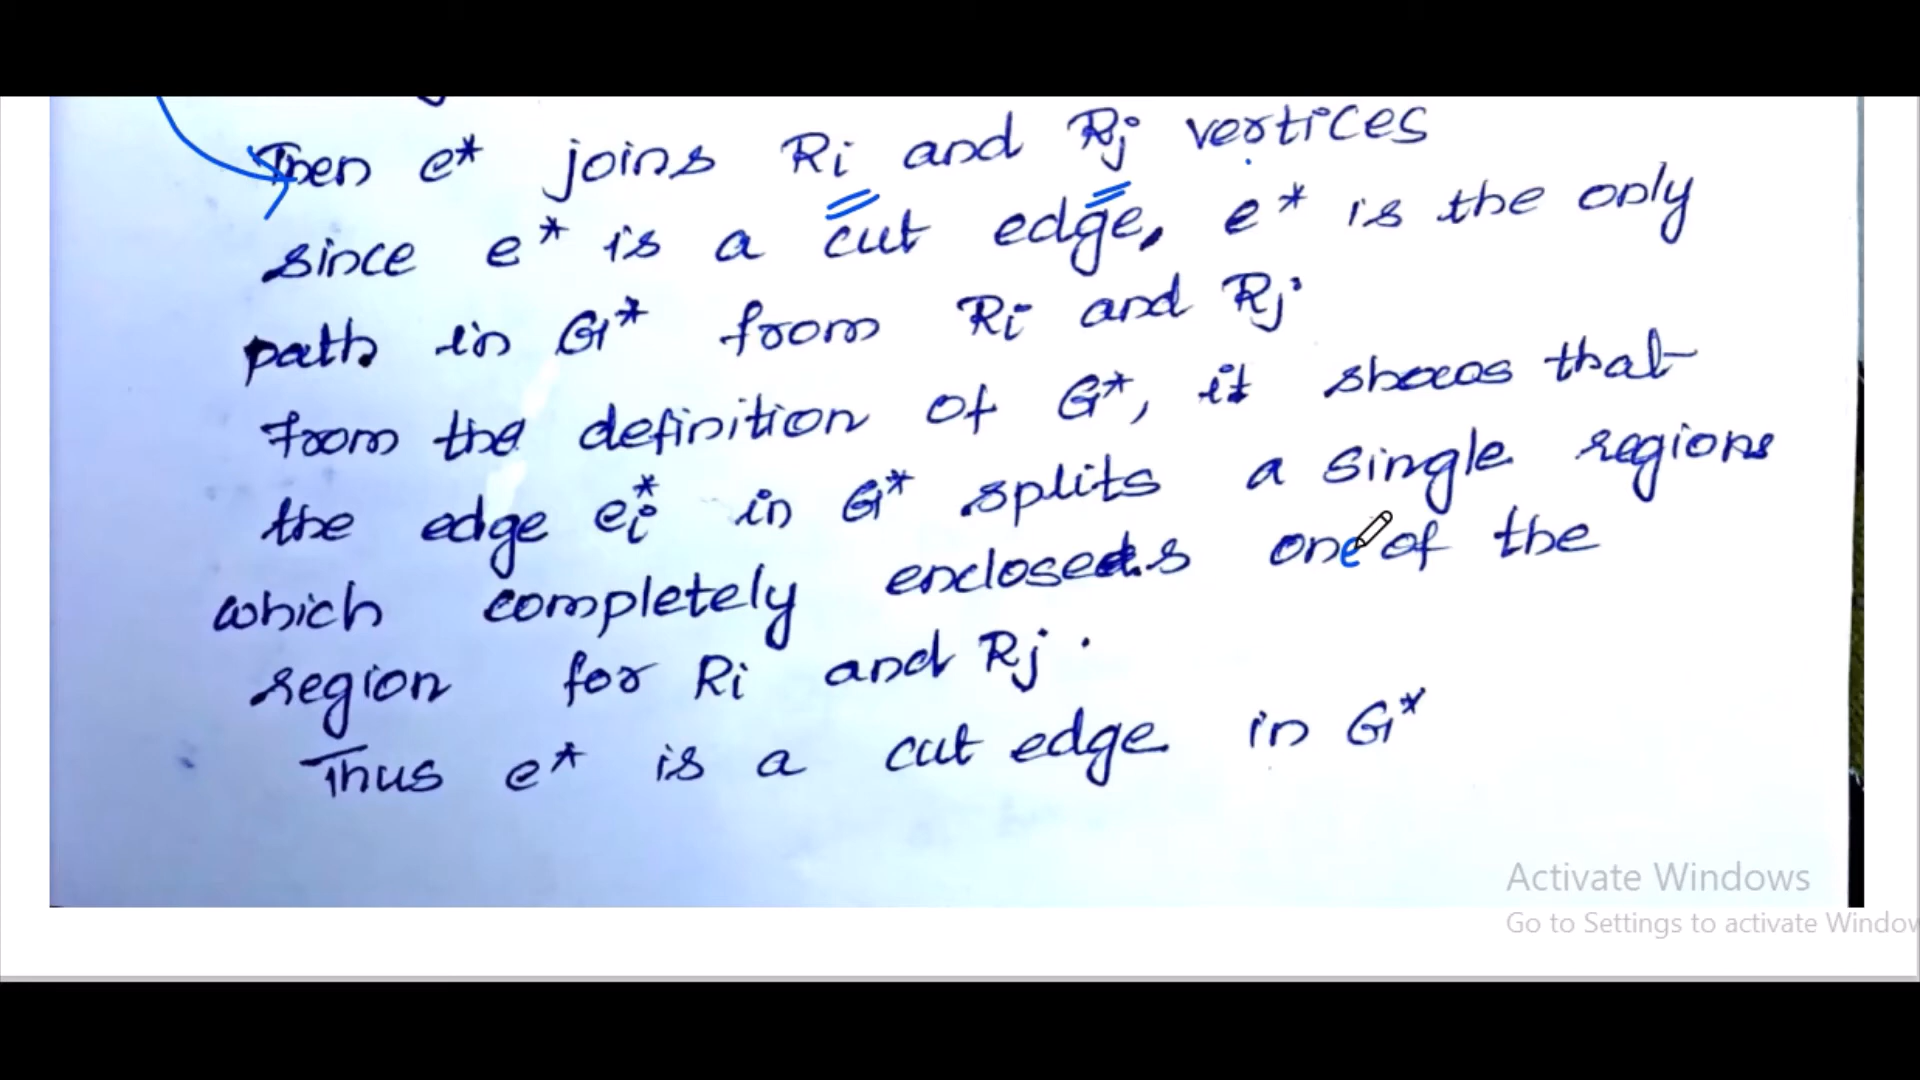 Then e* joins Ri and Rj vertices
since e* is a cut edge, e* is the only
path in G* from Ri and Rj
from the definition of G*, it shows that
the edge ei* in G* splits a single regions
which completely encloseds one of the
region for Ri and Rj.
Thus e* is a cut edge in G*
Activate Windows
Go to Settings to activate Window